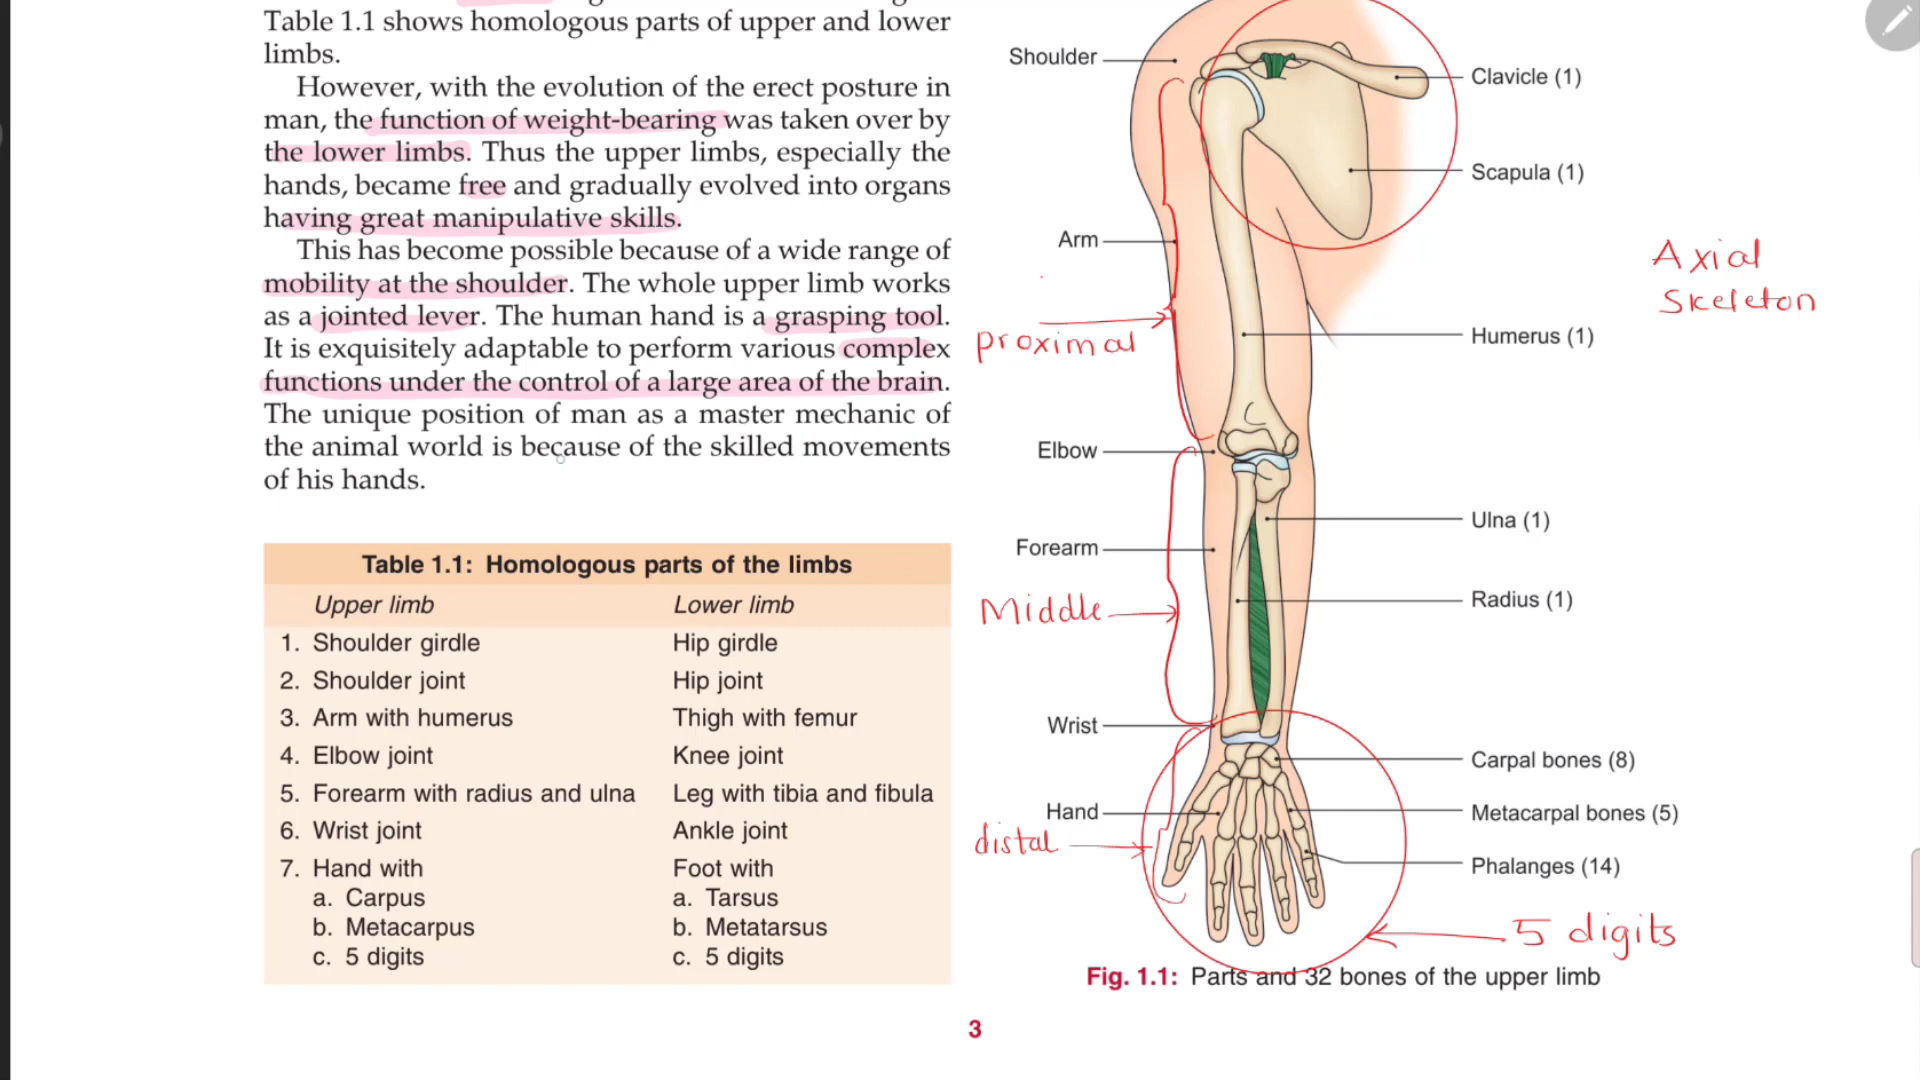 Table 1.1 shows homologous parts of upper and lower
limbs.
However, with the evolution of the erect posture in
man, the function of weight-bearing was taken over by
the lower limbs. Thus the upper limbs, especially the
hands, became free and gradually evolved into organs
having great manipulative skills.
This has become possible because of a wide range of
mobility at the shoulder. The whole upper limb works
as a jointed lever. The human hand is a grasping tool.
It is exquisitely adaptable to perform various complex
functions under the control of a large area of the brain.
The unique position of man as a master mechanic of
the animal world is because of the skilled movements
of his hands.
Table 1.1: Homologous parts of the limbs
Upper limb Lower limb
1. Shoulder girdle Hip girdle
2. Shoulder joint Hip joint
3. Arm with humerus Thigh with femur
4. Elbow joint Knee joint
5. Forearm with radius and ulna Leg with tibia and fibula
6. Wrist joint Ankle joint
7. Hand with Foot with
a. Carpus a. Tarsus
b. Metacarpus b. Metatarsus
c. 5 digits c. 5 digits
Shoulder
Clavicle (1)
Scapula (1)
Arm
Axial
Skeleton
proximal
Humerus (1)
Elbow
Ulna (1)
Forearm
Radius (1)
Middle
Wrist
Carpal bones (8)
Hand
Metacarpal bones (5)
distal
Phalanges (14)
5 digits
Fig. 1.1: Parts and 32 bones of the upper limb
3